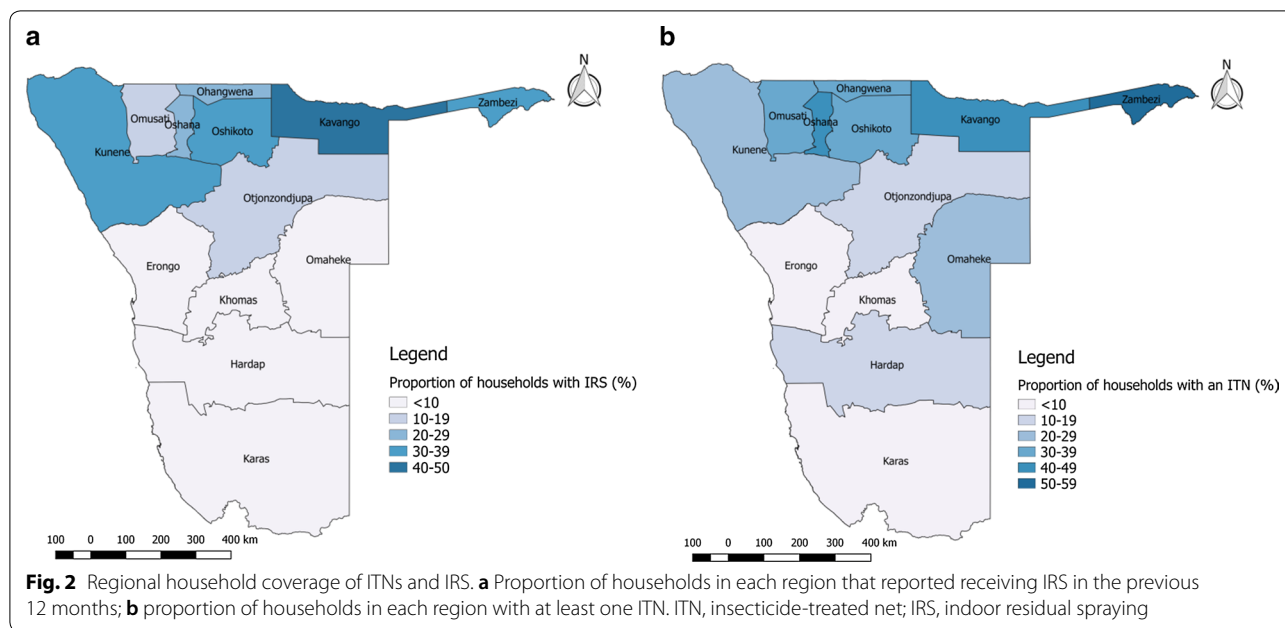 a
N
Ohangwena
Zambezi
Omusati
Oshana
Oshikoto
Kavango
Kunene
Otjonzondjupa
Erongo
Omaheke
Khomas
Hardap
Karas
Legend
Proportion of households with IRS (%)
<10
10-19
20-29
30-39
40-50
100 0 100 200 300 400 km
b
N
Ohangwena
Zambezi
Omusati
Oshana
Oshikoto
Kavango
Kunene
Otjonzondjupa
Erongo
Omaheke
Khomas
Hardap
Karas
Legend
Proportion of households with an ITN (%)
<10
10-19
20-29
30-39
40-49
50-59
100 0 100 200 300 400 km
Fig. 2 Regional household coverage of ITNs and IRS. a Proportion of households in each region that reported receiving IRS in the previous
12 months; b proportion of households in each region with at least one ITN. ITN, insecticide-treated net; IRS, indoor residual spraying